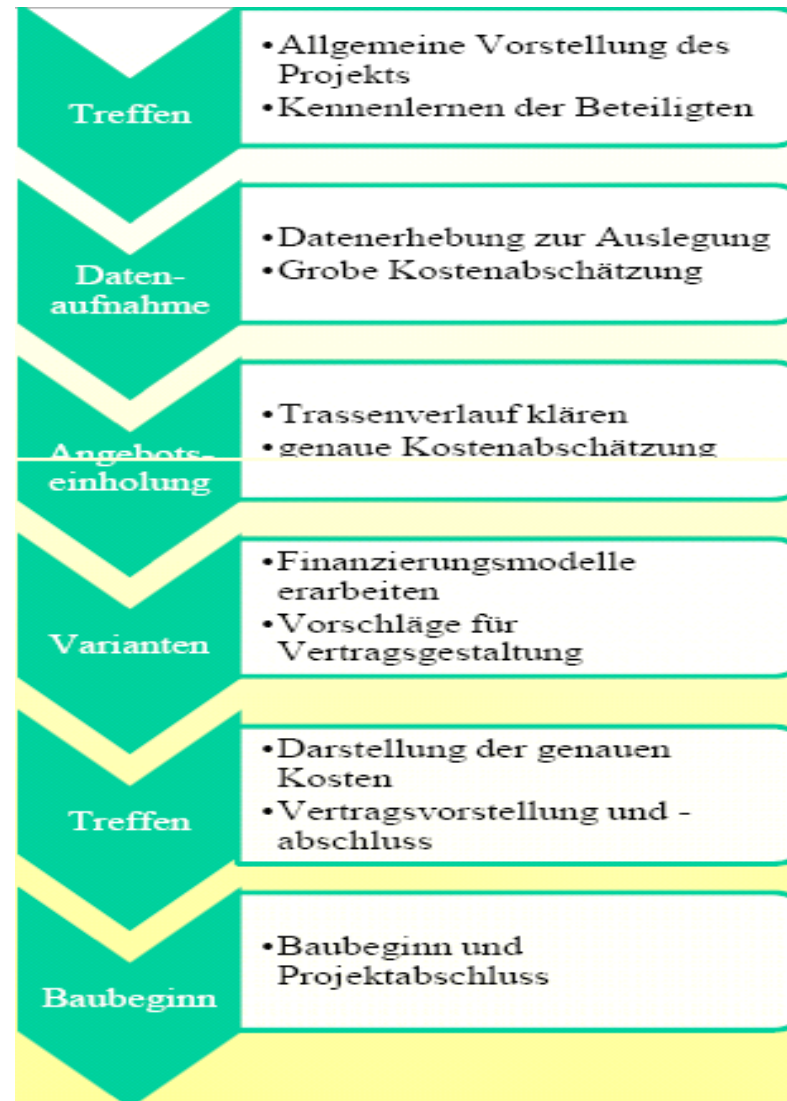 Treffen
•Allgemeine Vorstellung des
Projekts
•Kennenlernen der Beteiligten
Daten-
aufnahme
•Datenerhebung zur Auslegung
•Grobe Kostenabschätzung
Angebots-
einholung
•Trassenverlauf klären
•genaue Kostenabschätzung
Varianten
•Finanzierungsmodelle
erarbeiten
•Vorschläge für
Vertragsgestaltung
Treffen
•Darstellung der genauen
Kosten
•Vertragsvorstellung und -
abschluss
Baubeginn
•Baubeginn und
Projektabschluss